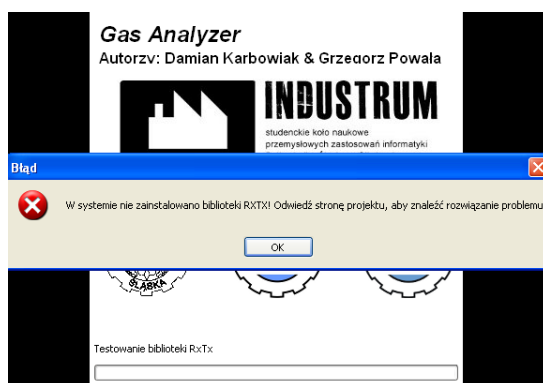 Gas Analyzer
Autorzy: Damian Karbowiak & Grzegorz Powała
INDUSTRUM
studenckie koło naukowe
przemysłowych zastosowań informatyki
Błąd
W systemie nie zainstalowano biblioteki RXTX! Odwiedź stronę projektu, aby znaleźć rozwiązanie problemu
OK
ŚLĄSKA
Testowanie biblioteki RxTx